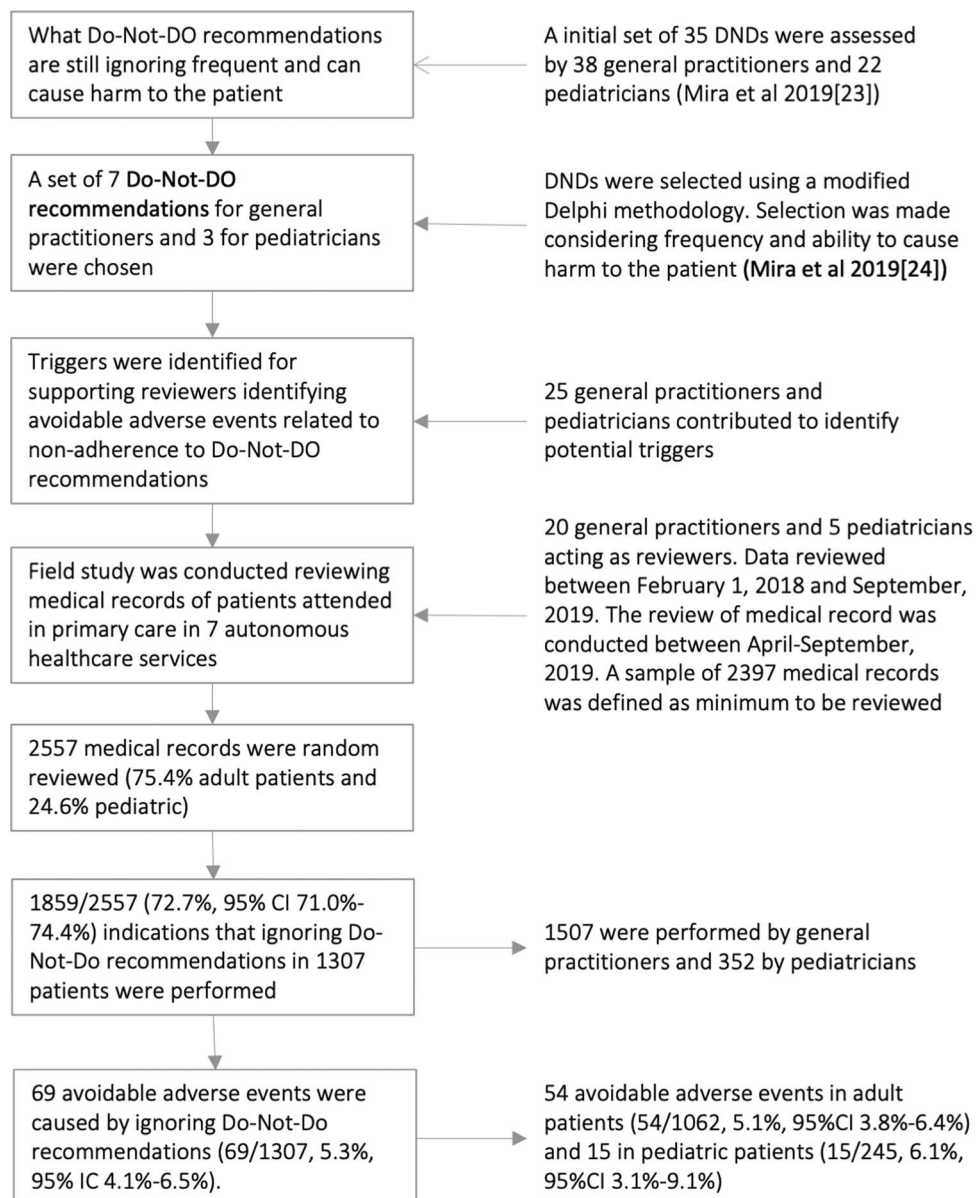 What Do-Not-DO recommendations
are still ignoring frequent and can
cause harm to the patient
A initial set of 35 DNDs were assessed
by 38 general practitioners and 22
pediatricians (Mira et al 2019[23])
A set of 7 Do-Not-DO
recommendations for general
practitioners and 3 for pediatricians
were chosen
DNDs were selected using a modified
Delphi methodology. Selection was made
considering frequency and ability to cause
harm to the patient (Mira et al 2019[24])
Triggers were identified for
supporting reviewers identifying
avoidable adverse events related to
non-adherence to Do-Not-DO
recommendations
25 general practitioners and
pediatricians contributed to identify
potential triggers
Field study was conducted reviewing
medical records of patients attended
in primary care in 7 autonomous
healthcare services
20 general practitioners and 5 pediatricians
acting as reviewers. Data reviewed
between February 1, 2018 and September,
2019. The review of medical record was
conducted between April-September,
2019. A sample of 2397 medical records
was defined as minimum to be reviewed
2557 medical records were random
reviewed (75.4% adult patients and
24.6% pediatric)
1859/2557 (72.7%, 95% CI 71.0%-
74.4%) indications that ignoring Do-
Not-Do recommendations in 1307
patients were performed
1507 were performed by general
practitioners and 352 by pediatricians
69 avoidable adverse events were
caused by ignoring Do-Not-Do
recommendations (69/1307, 5.3%,
95% IC 4.1%-6.5%).
54 avoidable adverse events in adult
patients (54/1062, 5.1%, 95%CI 3.8%-6.4%)
and 15 in pediatric patients (15/245, 6.1%,
95%CI 3.1%-9.1%)